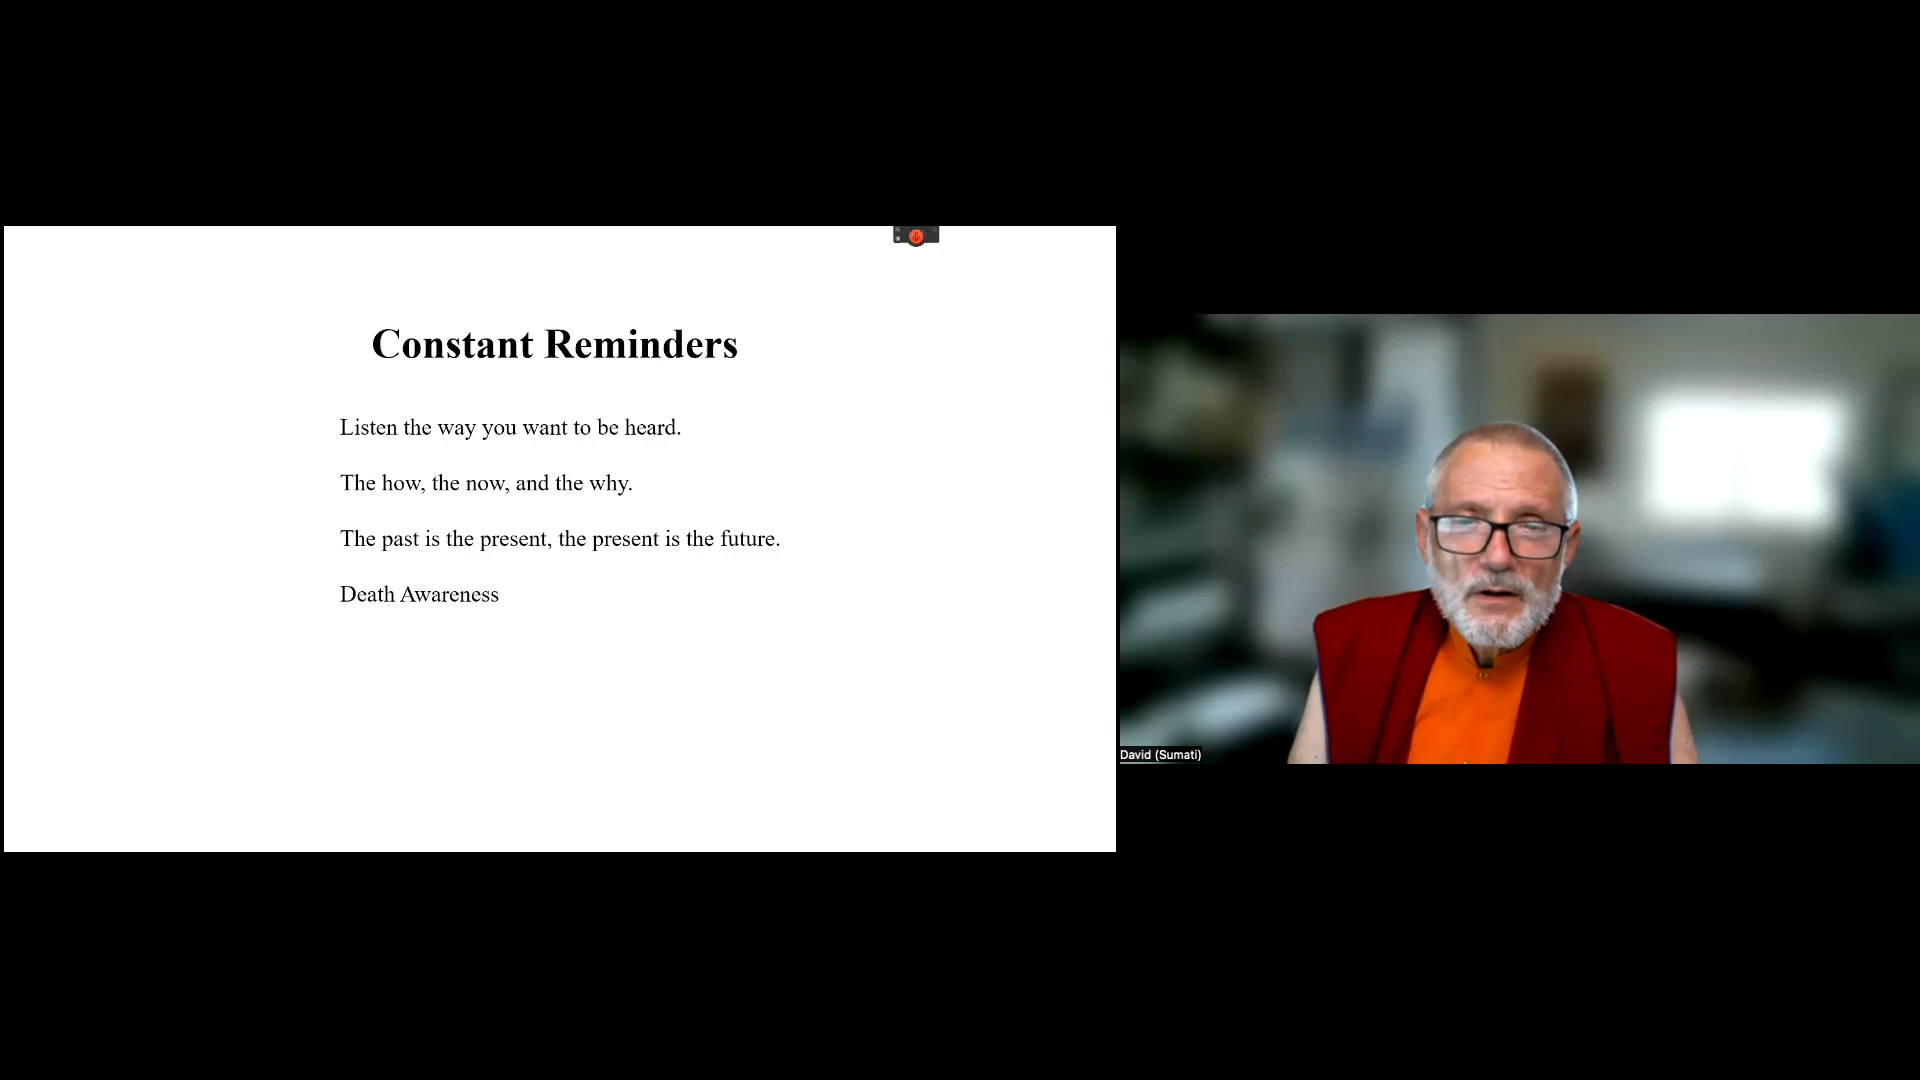 Constant Reminders
Listen the way you want to be heard.
The how, the now, and the why.
The past is the present, the present is the future.
Death Awareness
David (Sumati)